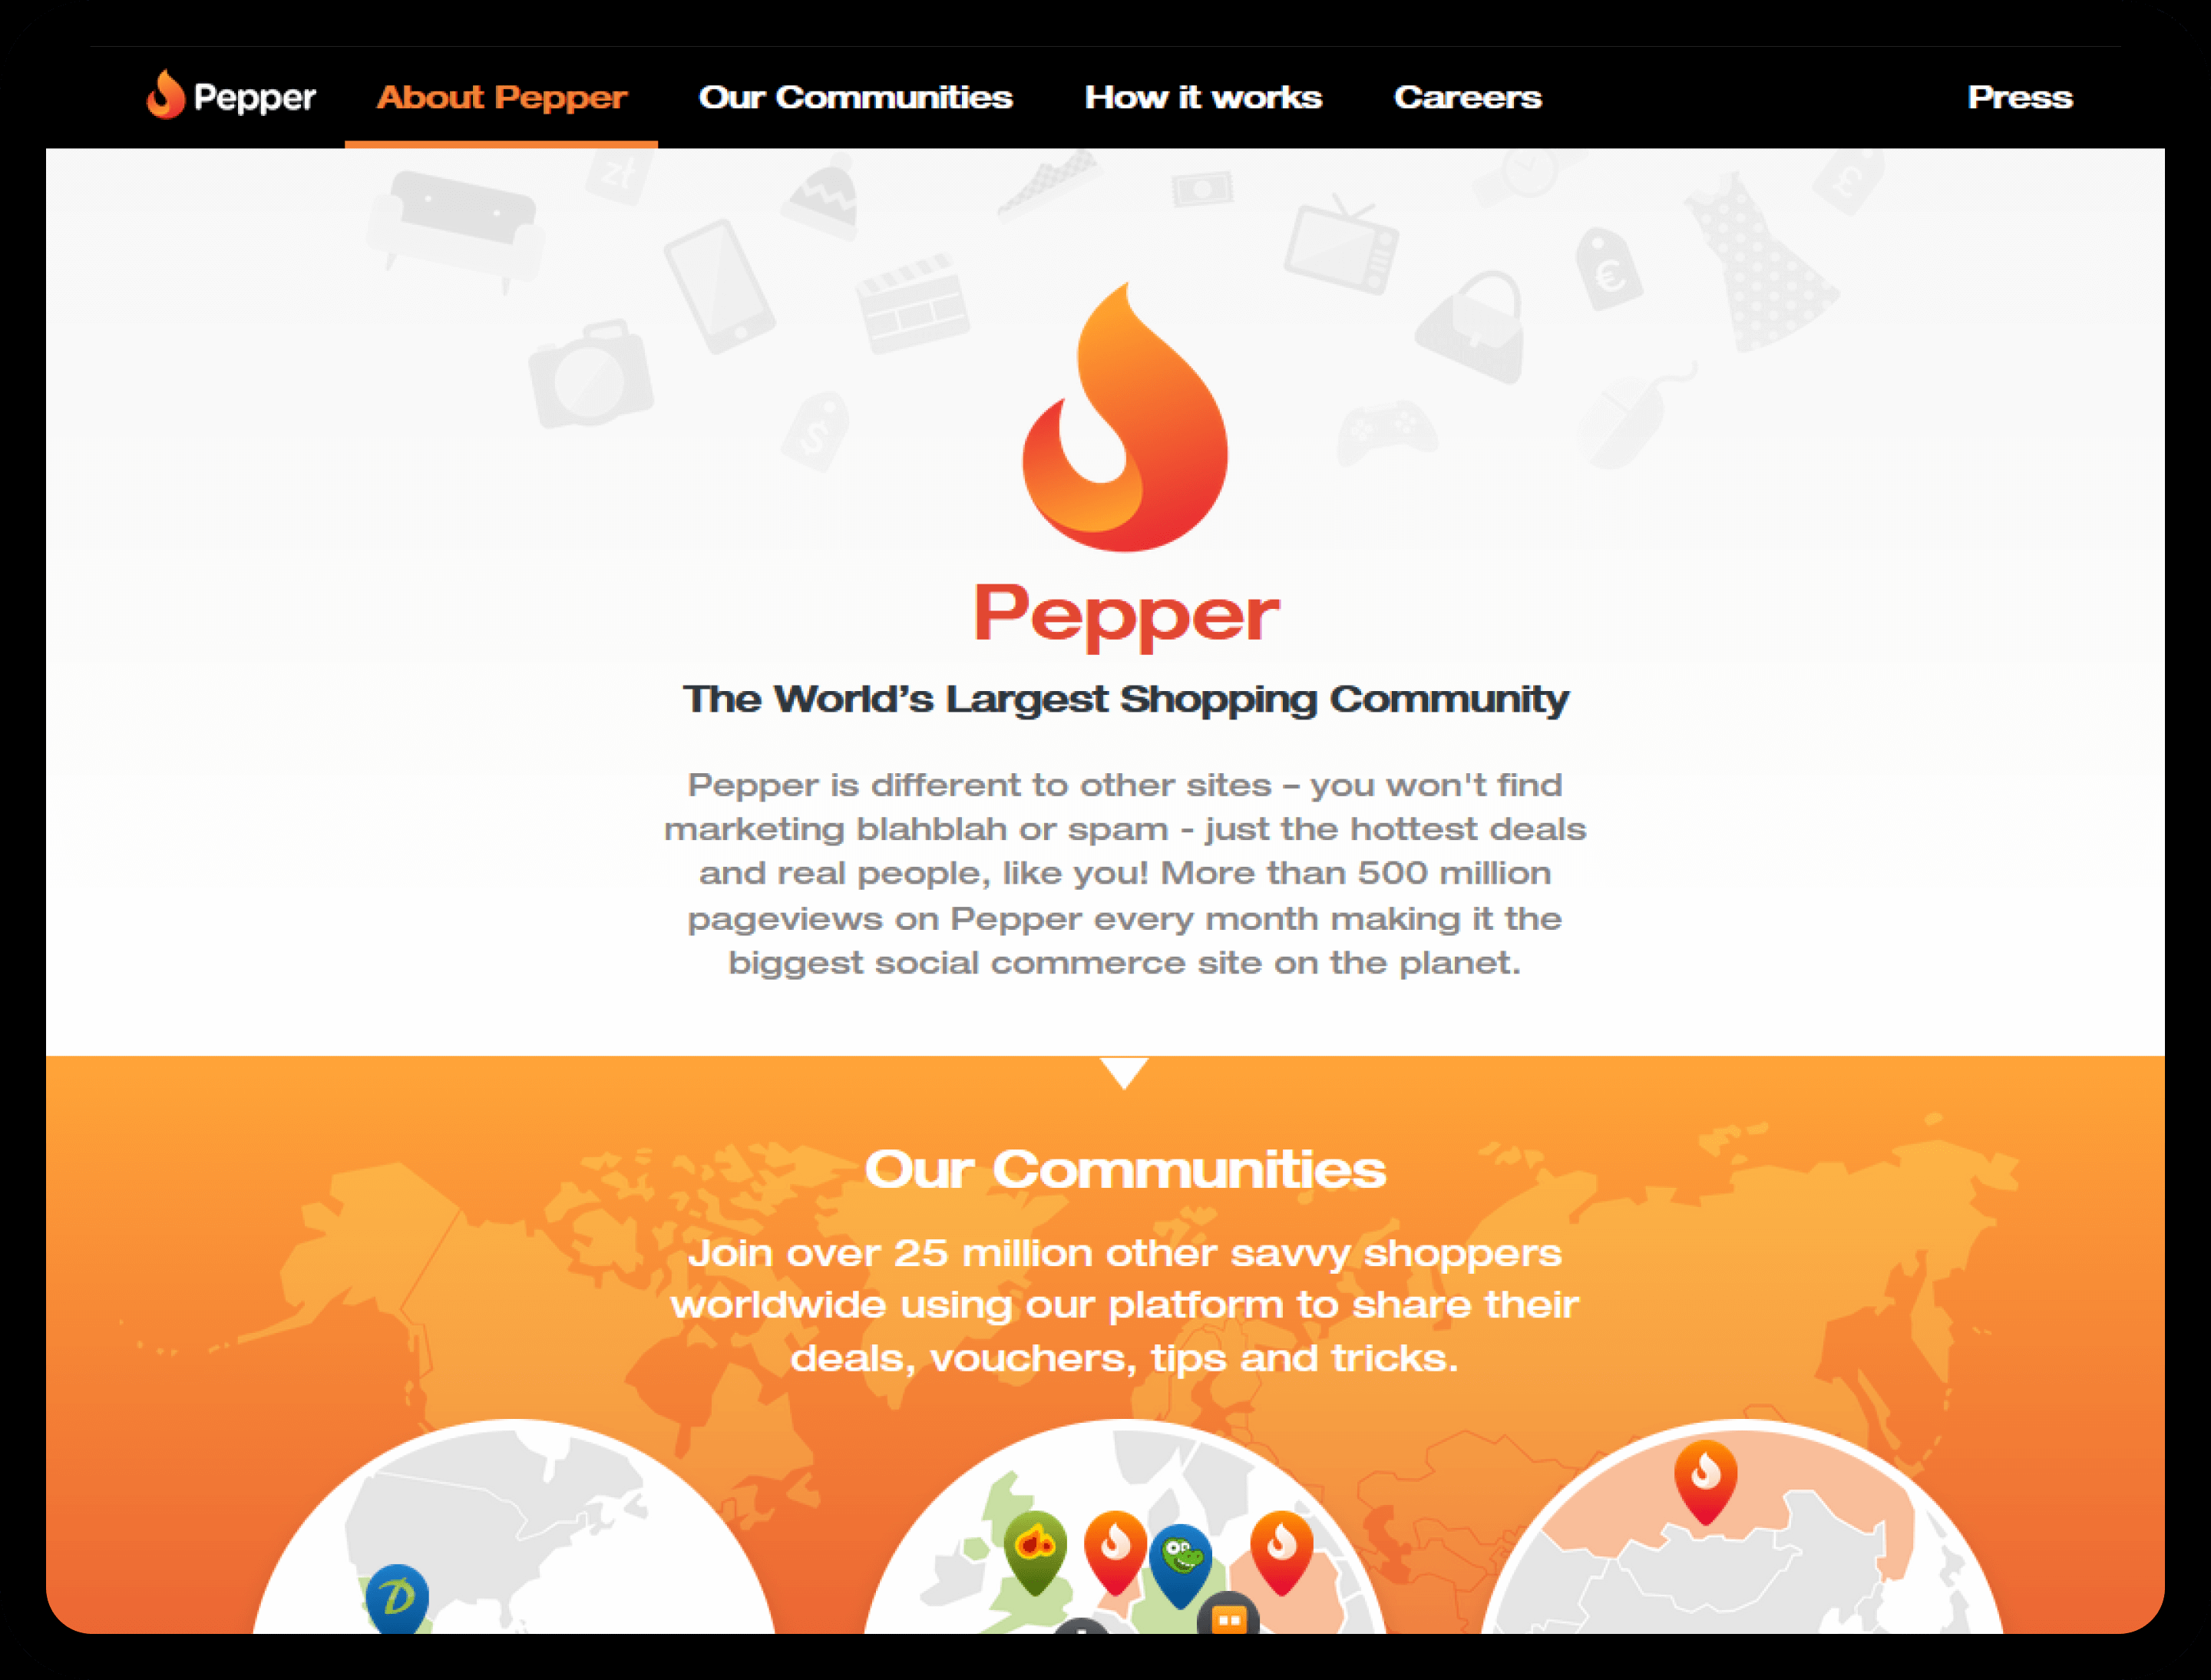 Pepper
About Pepper
Our Communities
How it works
Careers
Press
zł
£
€
$
Pepper
The World’s Largest Shopping Community
Pepper is different to other sites – you won't find
marketing blahblah or spam - just the hottest deals
and real people, like you! More than 500 million
pageviews on Pepper every month making it the
biggest social commerce site on the planet.
Our Communities
Join over 25 million other savvy shoppers
worldwide using our platform to share their
deals, vouchers, tips and tricks.
D